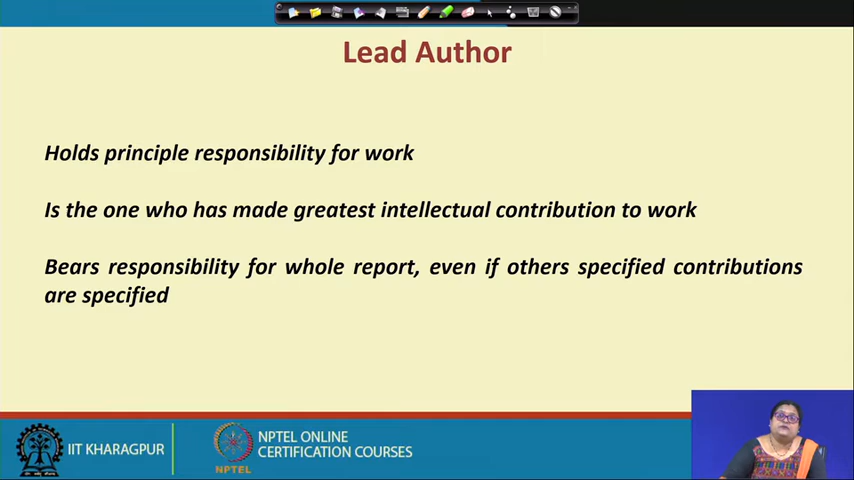 Lead Author
Holds principle responsibility for work
Is the one who has made greatest intellectual contribution to work
Bears responsibility for whole report, even if others specified contributions
are specified
IIT KHARAGPUR
NPTEL
NPTEL ONLINE
CERTIFICATION COURSES